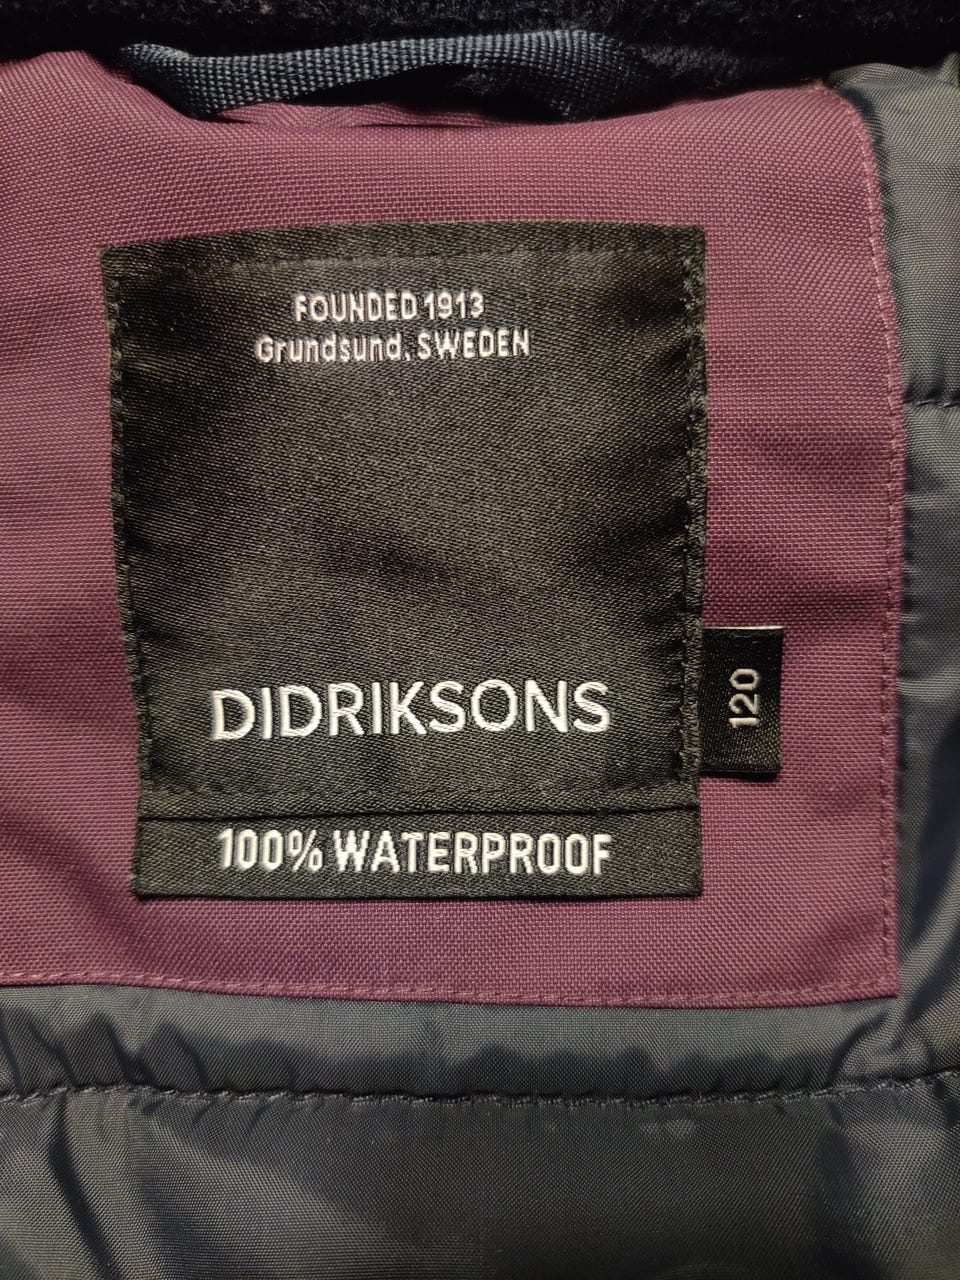 FOUNDED 1913
Grundsund, SWEDEN
DIDRIKSONS
120
100% WATERPROOF